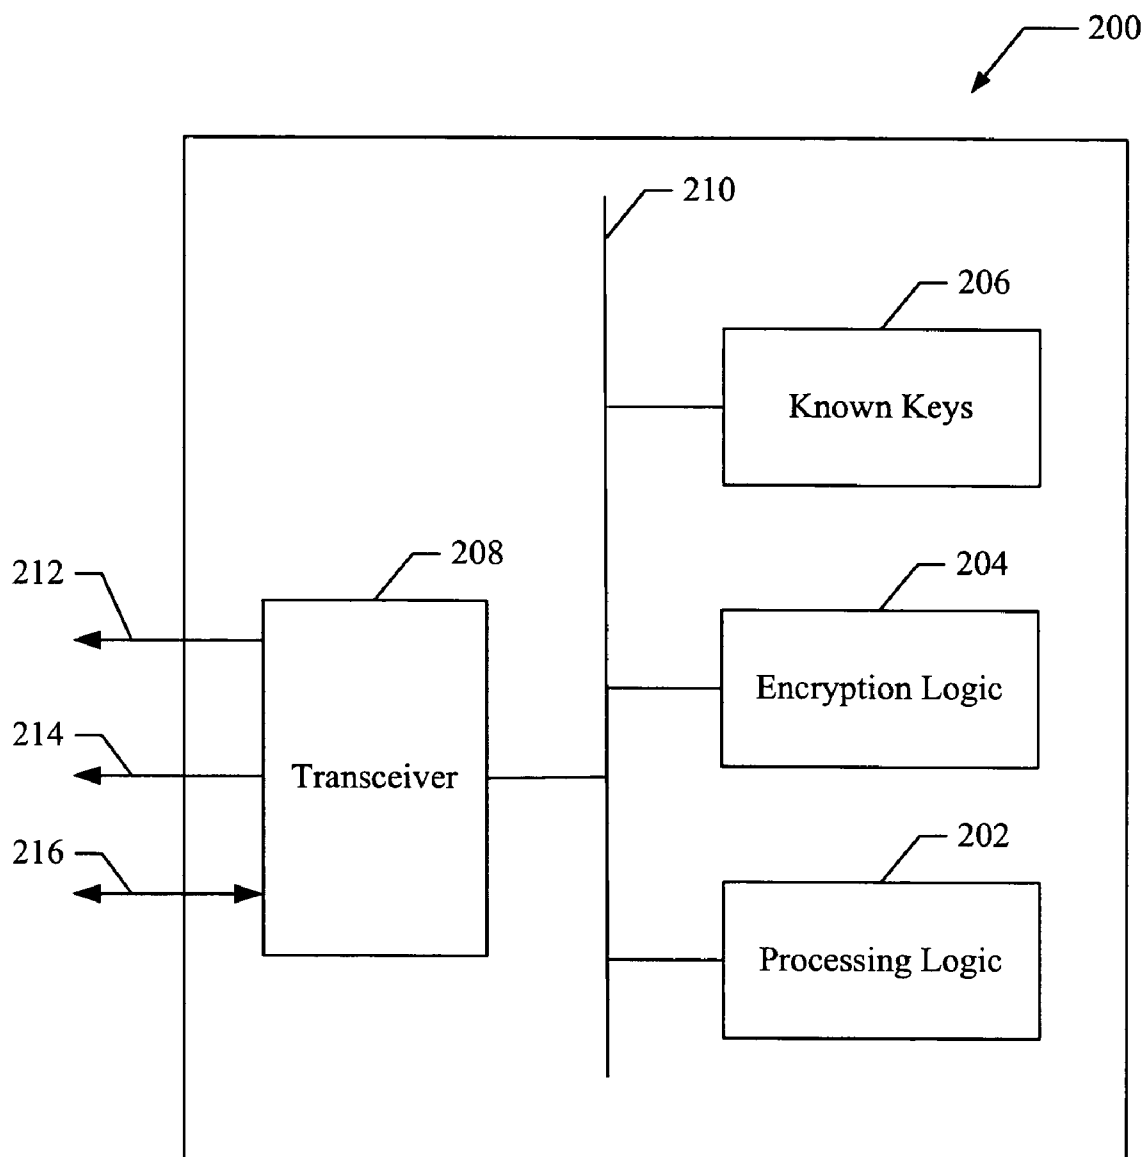 200
210
206
Known Keys
208
204
212
Encryption Logic
214
Transceiver
202
216
Processing Logic